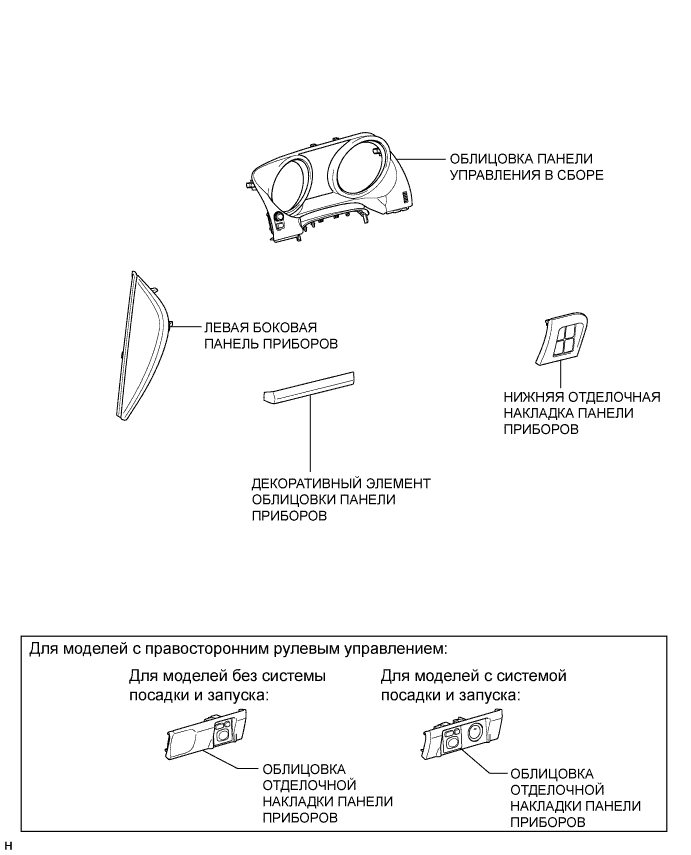 ОБЛИЦОВКА ПАНЕЛИ
УПРАВЛЕНИЯ В СБОРЕ
ЛЕВАЯ БОКОВАЯ
ПАНЕЛЬ ПРИБОРОВ
НИЖНЯЯ ОТДЕЛОЧНАЯ
НАКЛАДКА ПАНЕЛИ
ПРИБОРОВ
ДЕКОРАТИВНЫЙ ЭЛЕМЕНТ
ОБЛИЦОВКИ ПАНЕЛИ
ПРИБОРОВ
Для моделей с правосторонним рулевым управлением:
Для моделей без системы
посадки и запуска:
Для моделей с системой
посадки и запуска:
ОБЛИЦОВКА
ОТДЕЛОЧНОЙ
НАКЛАДКИ ПАНЕЛИ
ПРИБОРОВ
ОБЛИЦОВКА
ОТДЕЛОЧНОЙ
НАКЛАДКИ ПАНЕЛИ
ПРИБОРОВ
Н